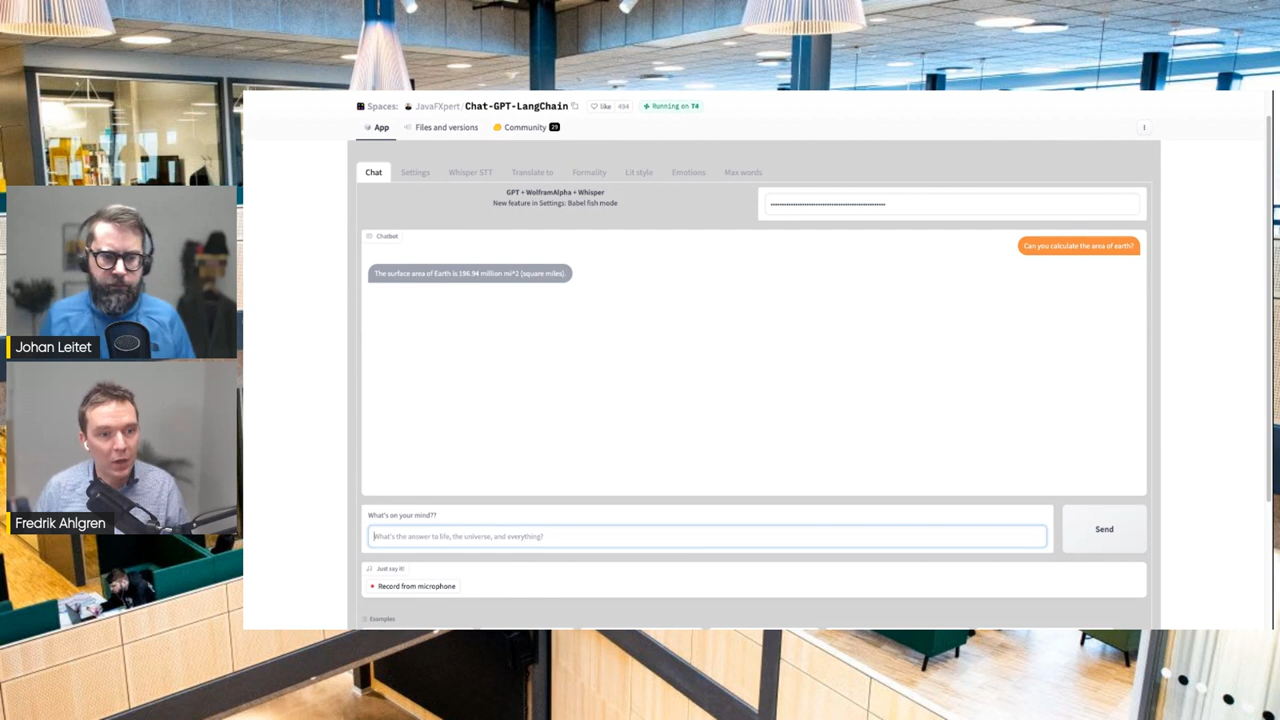 Spaces: JavaFXpert/Chat-GPT-LangChain like 494 Running on T4
App Files and versions Community 29
Chat Settings Whisper STT Translate to Formality Lit style Emotions Max words
GPT + WolframAlpha + Whisper
New feature in Settings: Babel fish mode
Chatbot
Can you calculate the area of earth?
The surface area of Earth is 196.94 million mi^2 (square miles).
Johan Leitet
Fredrik Ahlgren
What's on your mind??
What's the answer to life, the universe, and everything?
Send
Just say it!
Record from microphone
Examples